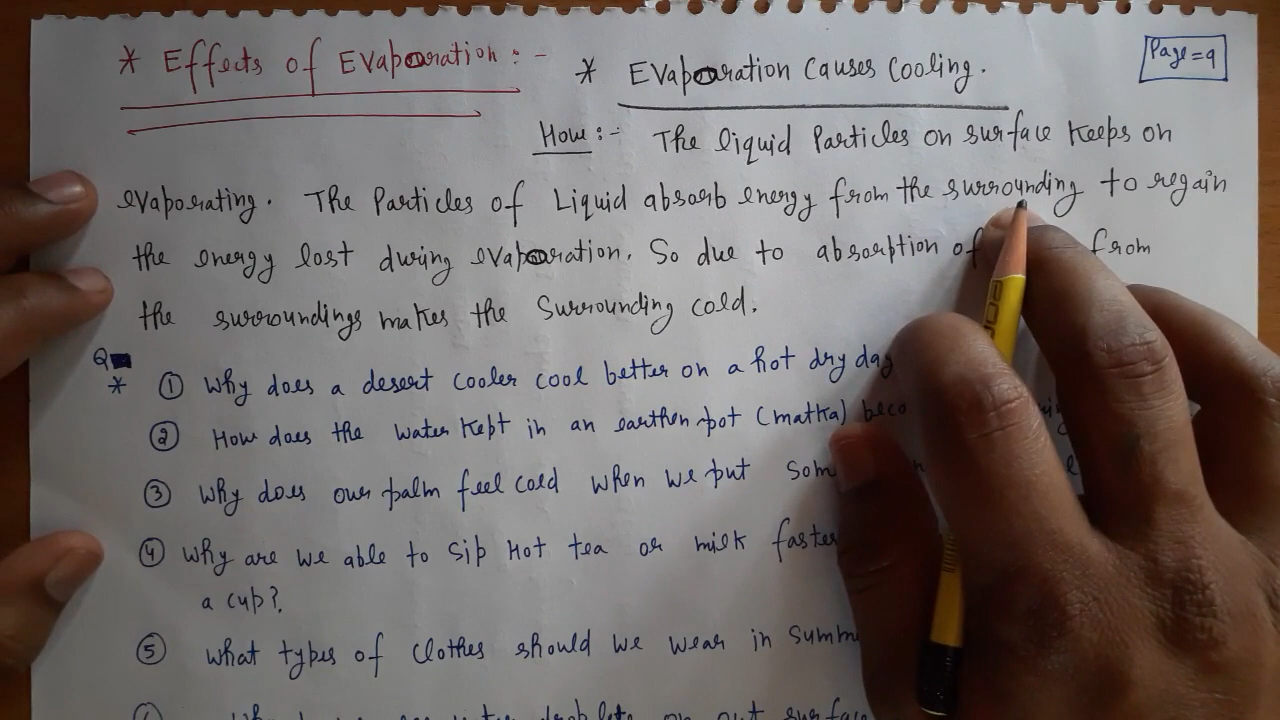 * Effects of Evaporation :-
* Evaporation Causes Cooling.
Page = 9
How :- The liquid Particles on surface keeps on
evaporating. The Particles of Liquid absorb energy from the surrounding to regain
the energy lost during evaporation. So due to absorption of from
the surroundings makes the Surrounding cold.
Q
* ① Why does a desert cooler cool better on a hot dry day
② How does the water kept in an earthen pot (matka)
③ Why does our palm feel cold when we put
④ Why are we able to sip Hot tea or milk faster
a cup?
⑤ What types of clothes should we wear in
surface